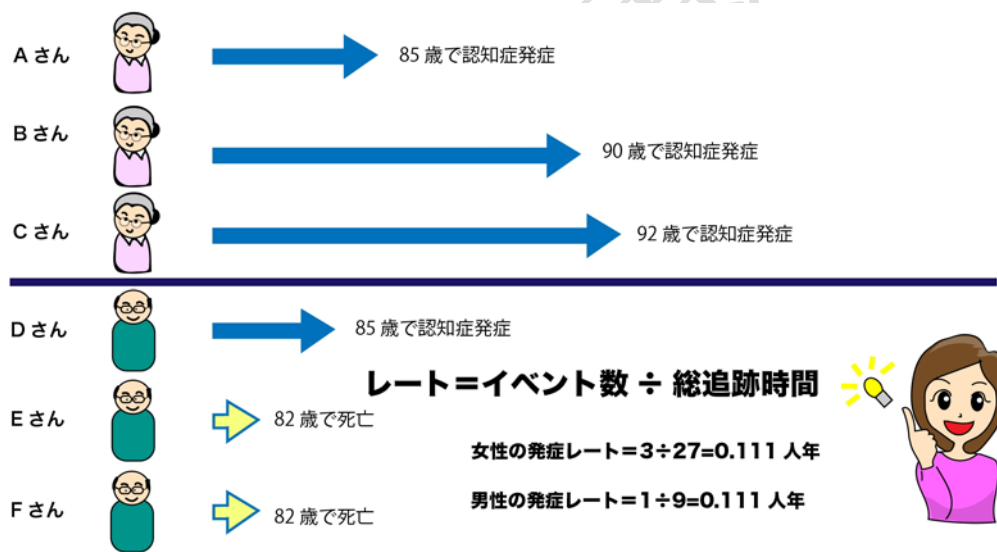 Aさん
85歳で認知症発症
Bさん
90歳で認知症発症
Cさん
92歳で認知症発症
Dさん
85歳で認知症発症
レート＝イベント数 ÷ 総追跡時間
Eさん
82歳で死亡
女性の発症レート＝3÷27=0.111 人年
男性の発症レート＝1÷9=0.111 人年
Fさん
82歳で死亡